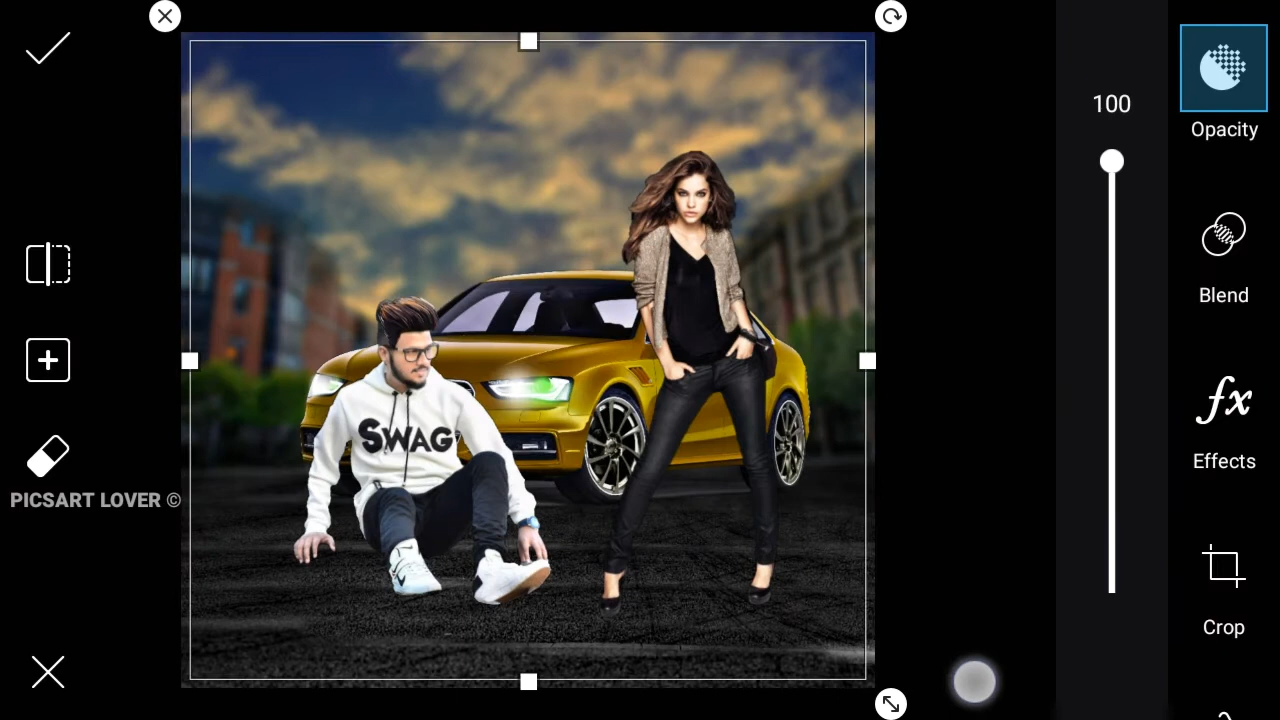 100
Opacity
Blend
fx
Effects
SWAG
PICSART LOVER ©
Crop